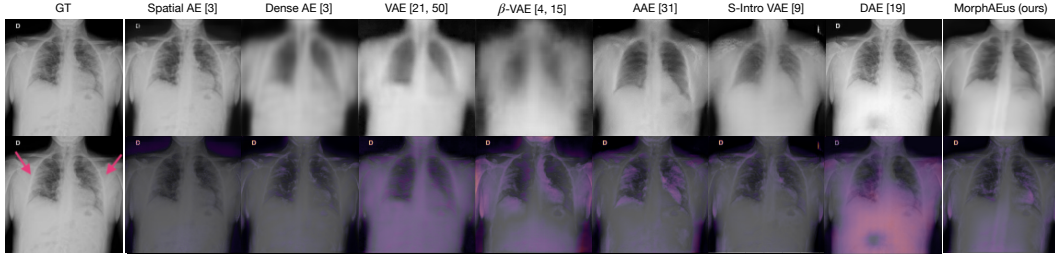 GT Spatial AE [3] Dense AE [3] VAE [21, 50] β-VAE [4, 15] AAE [31] S-Intro VAE [9] DAE [19] MorphAEus (ours)
D D D
D D D D D D D D D